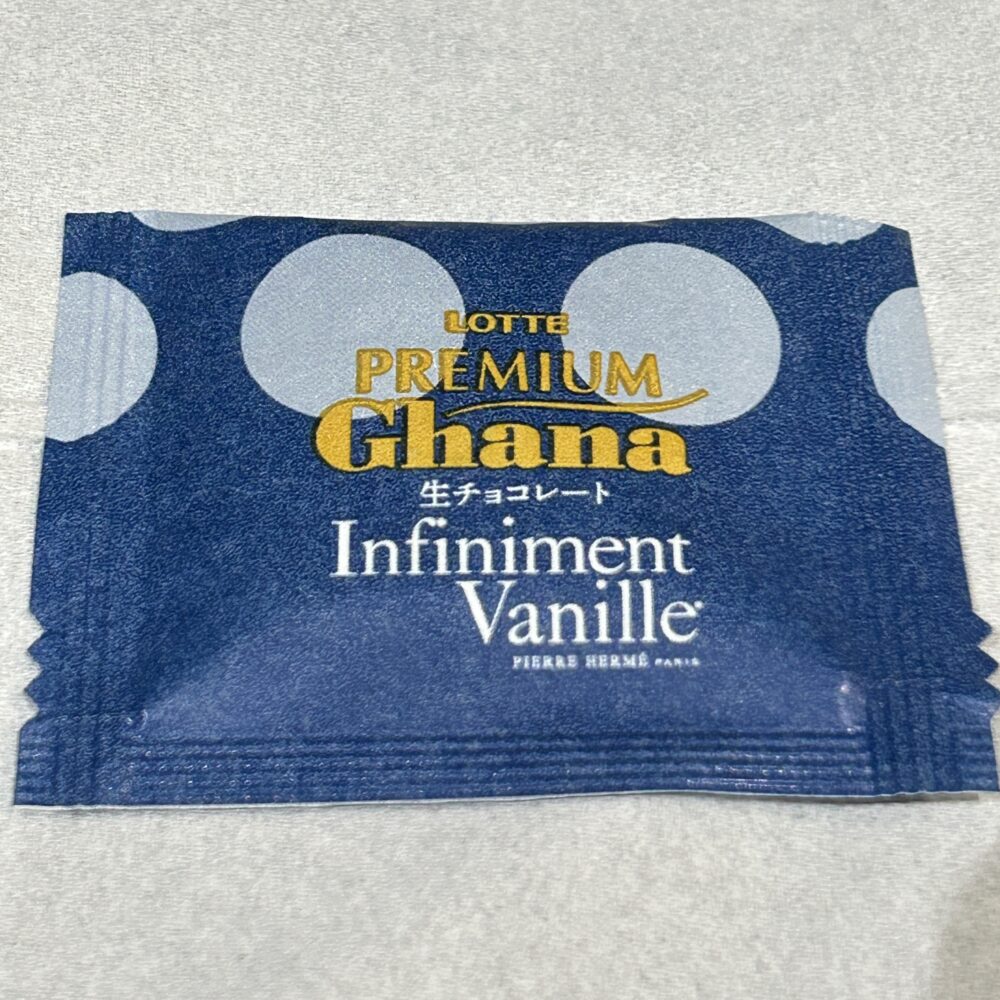 LOTTE
PREMIUM
Ghana
生チョコレート
Infiniment
Vanille
PIERRE HERMÉ PARIS